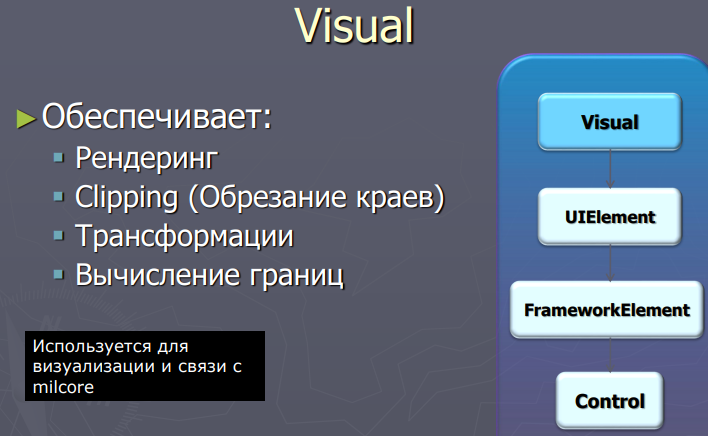 Visual
Обеспечивает:
Рендеринг
Clipping (Обрезание краев)
Трансформации
Вычисление границ
Используется для
визуализации и связи с
milcore
Visual
UIElement
FrameworkElement
Control